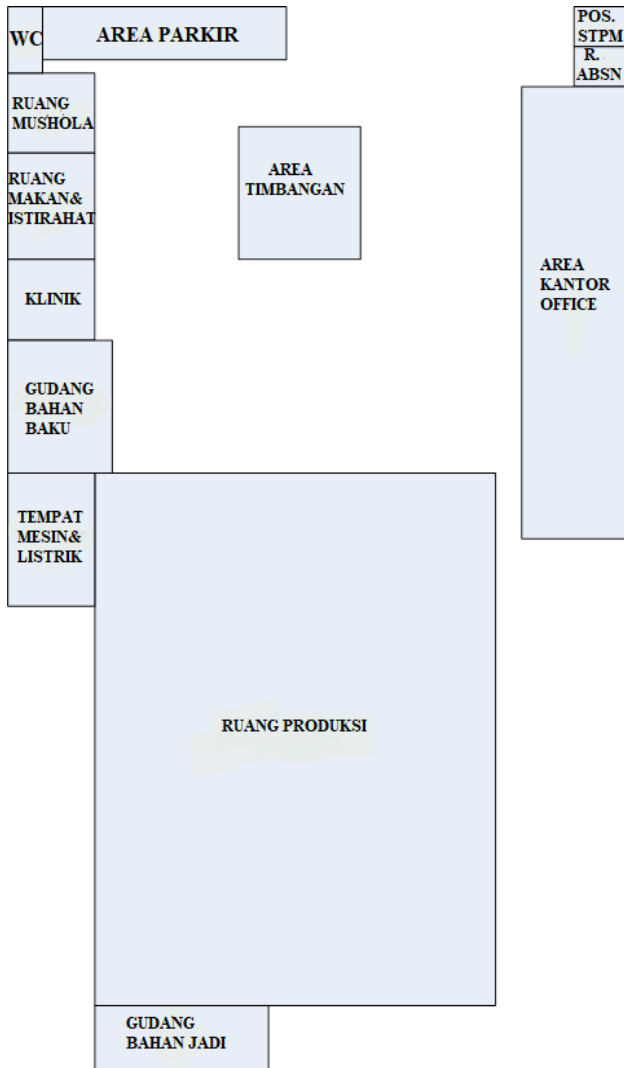 WC
AREA PARKIR
POS.
STPM
R.
ABSN
RUANG
MUSHOLA
AREA
TIMBANGAN
RUANG
MAKAN&
ISTIRAHAT
AREA
KANTOR
OFFICE
KLINIK
GUDANG
BAHAN
BAKU
TEMPAT
MESIN&
LISTRIK
RUANG PRODUKSI
GUDANG
BAHAN JADI